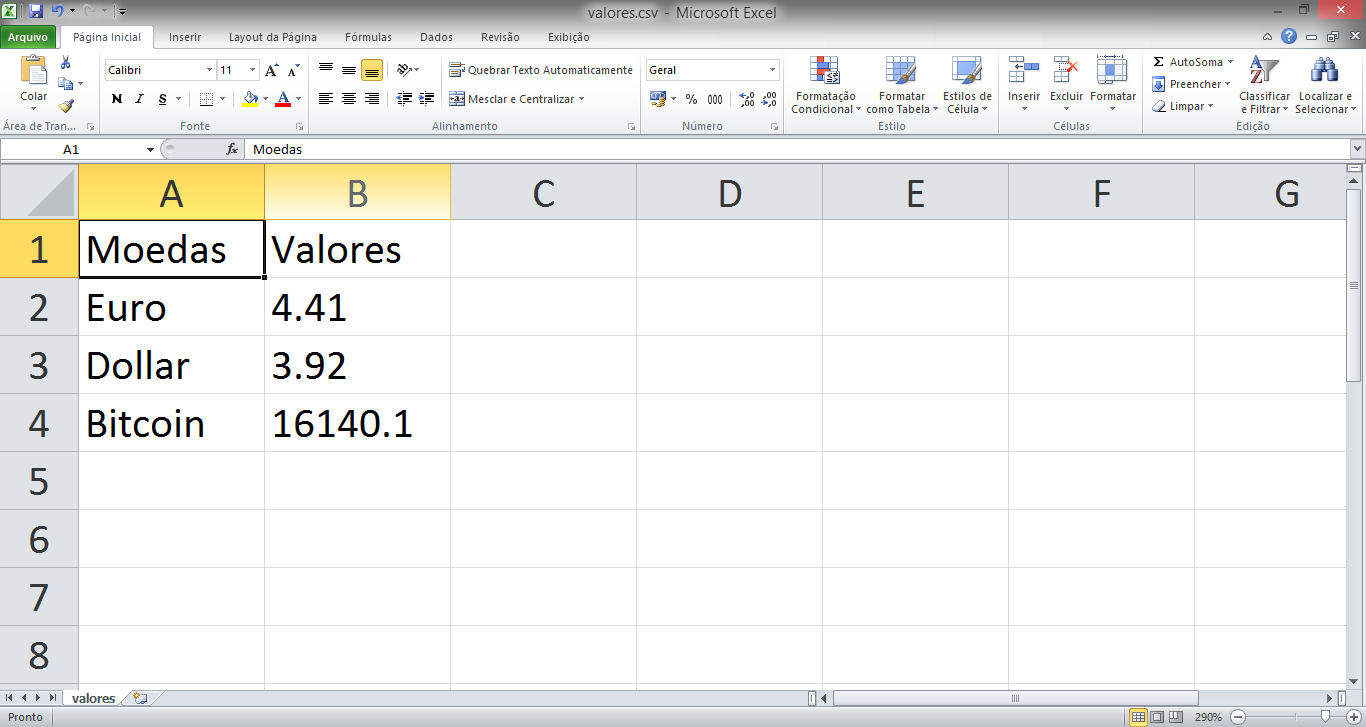 valores.csv - Microsoft Excel
Arquivo Página Inicial Inserir Layout da Página Fórmulas Dados Revisão Exibição
Colar
Área de Tran...
Calibri 11
N I S
Fonte
Quebrar Texto Automaticamente
Mesclar e Centralizar
Alinhamento
Geral
% 000 ,00 ,0
Número
Formatação Condicional
Formatar como Tabela
Estilos de Célula
Estilo
Inserir Excluir Formatar
Células
Σ AutoSoma
Preencher
Limpar
Classificar e Filtrar
Localizar e Selecionar
Edição
A1 fx Moedas
A B C D E F G
1 Moedas Valores
2 Euro 4.41
3 Dollar 3.92
4 Bitcoin 16140.1
5
6
7
8
valores
Pronto 290%